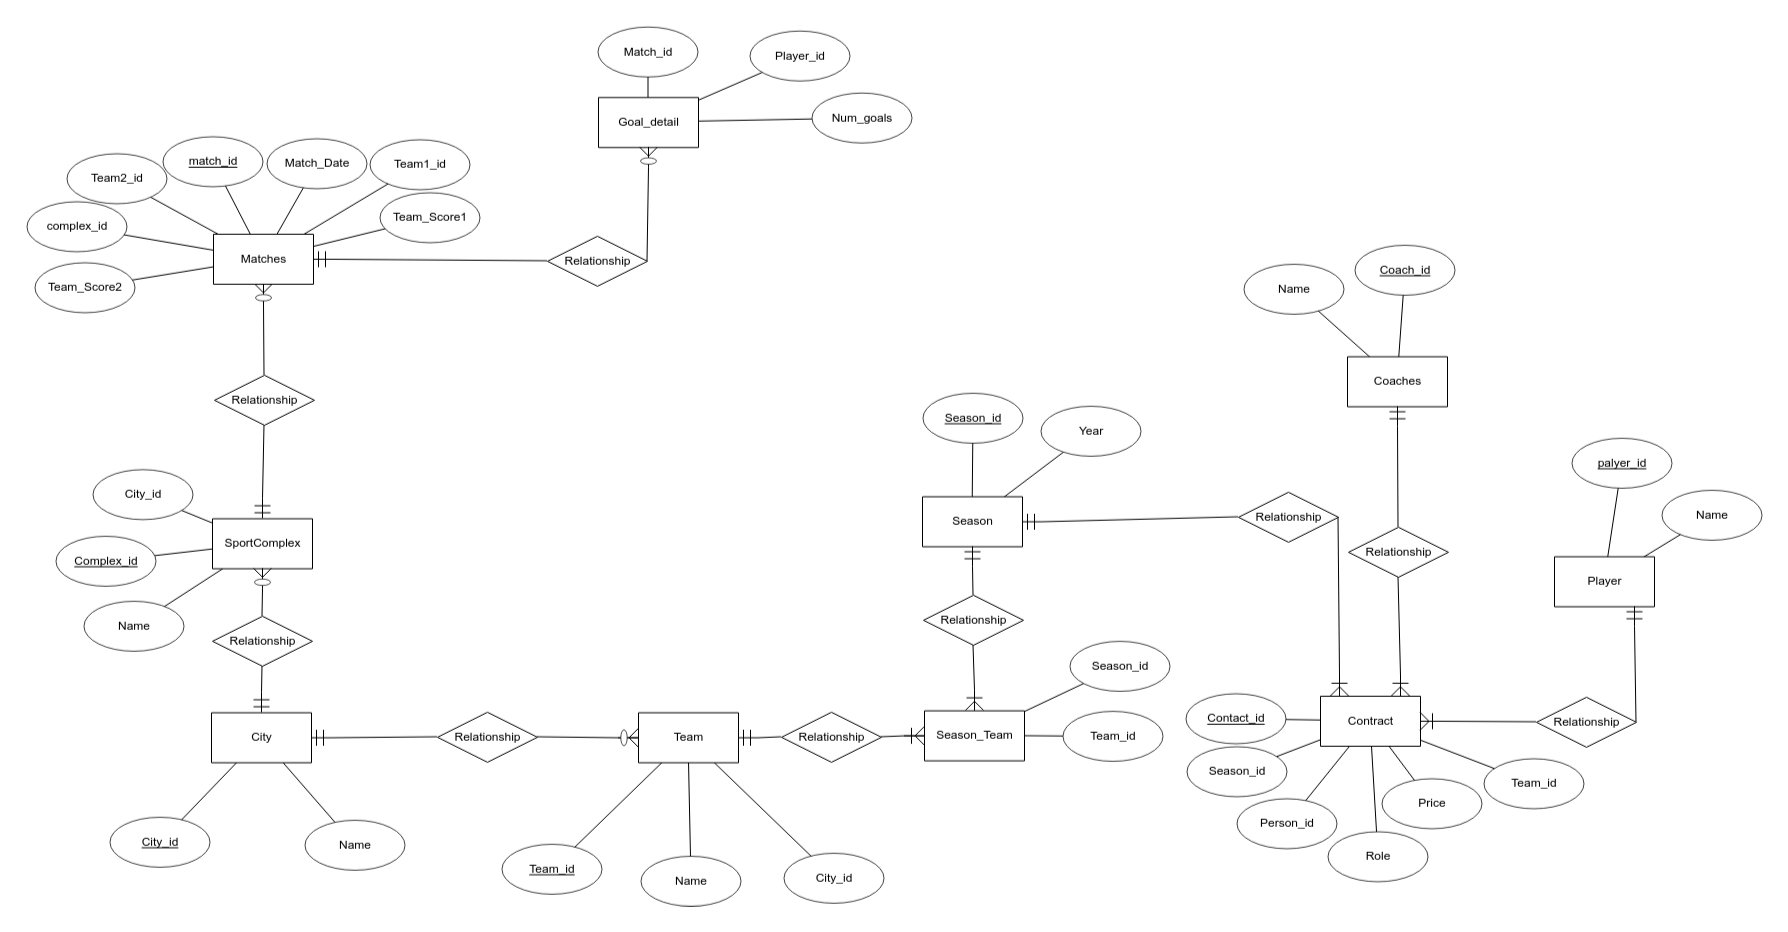 Match_id
Player_id
Goal_detail
Num_goals
match_id
Match_Date
Team1_id
Team2_id
Team_Score1
complex_id
Matches
Relationship
Team_Score2
Coach_id
Name
Coaches
Relationship
Season_id
Year
palyer_id
City_id
Name
Season
Relationship
SportComplex
Relationship
Complex_id
Player
Name
Relationship
Relationship
Season_id
Contact_id
Contract
Relationship
City
Relationship
Team
Relationship
Season_Team
Team_id
Season_id
Team_id
Price
Person_id
Role
City_id
Name
Team_id
Name
City_id